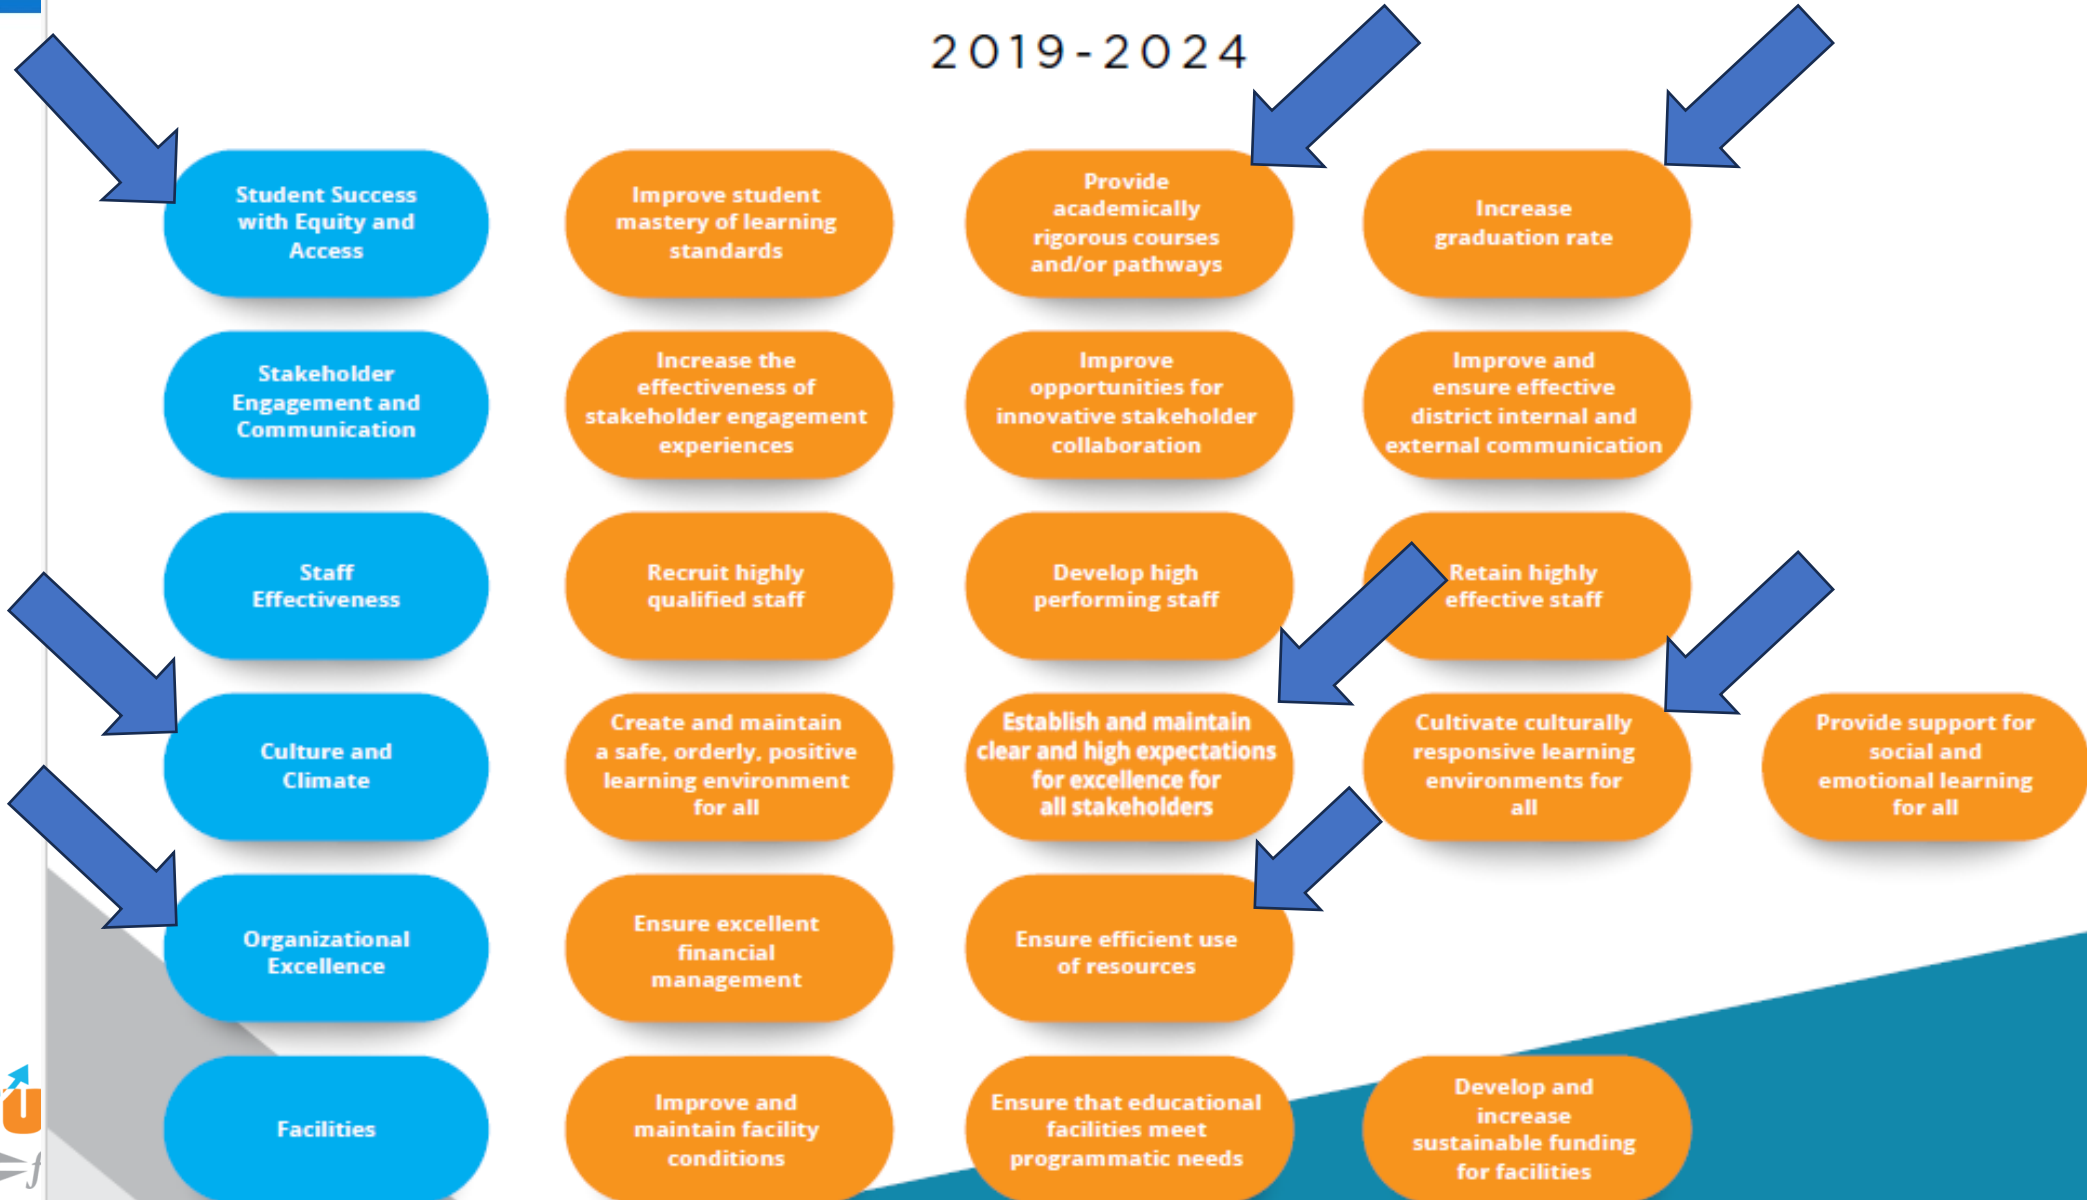 2019-2024
Student Success
with Equity and
Access
Improve student
mastery of learning
standards
Provide
academically
rigorous courses
and/or pathways
Increase
graduation rate
Stakeholder
Engagement and
Communication
Increase the
effectiveness of
stakeholder engagement
experiences
Improve
opportunities for
innovative stakeholder
collaboration
Improve and
ensure effective
district internal and
external communication
Staff
Effectiveness
Recruit highly
qualified staff
Develop high
performing staff
Retain highly
effective staff
Culture and
Climate
Create and maintain
a safe, orderly, positive
learning environment
for all
Establish and maintain
clear and high expectations
for excellence for
all stakeholders
Cultivate culturally
responsive learning
environments for
all
Provide support for
social and
emotional learning
for all
Organizational
Excellence
Ensure excellent
financial
management
Ensure efficient use
of resources
Facilities
Improve and
maintain facility
conditions
Ensure that educational
facilities meet
programmatic needs
Develop and
increase
sustainable funding
for facilities